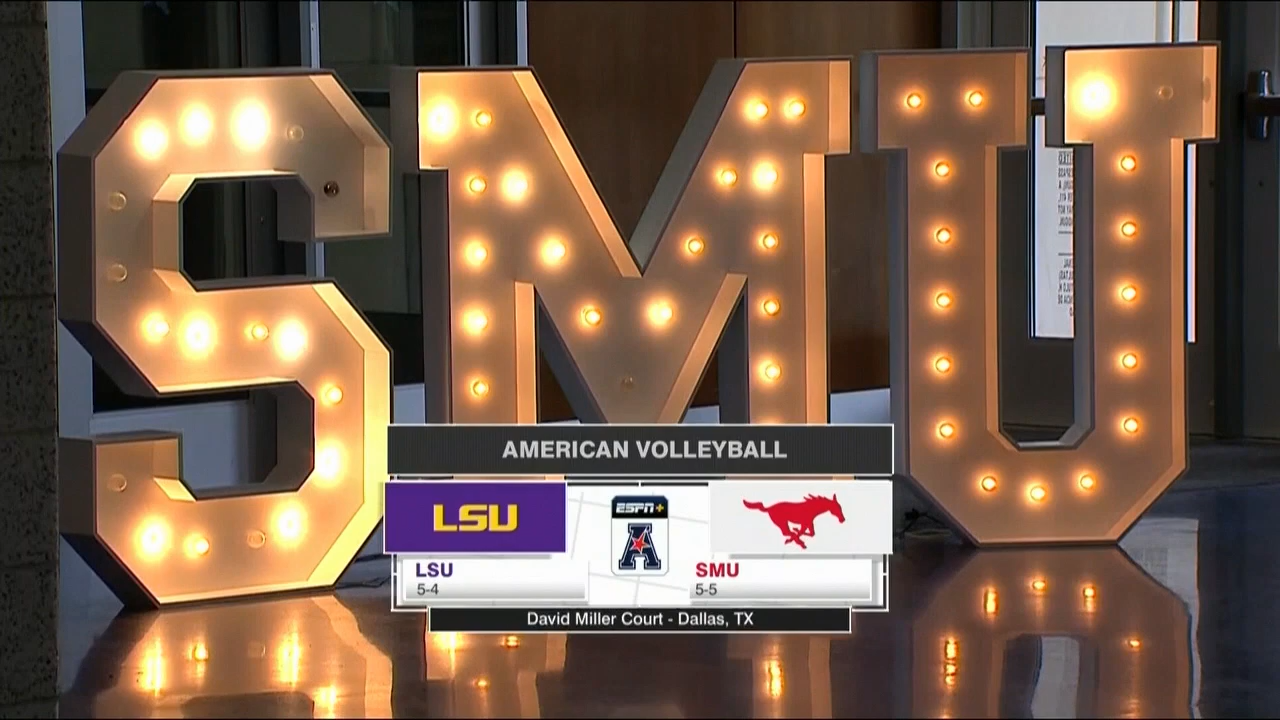 SMU
AMERICAN VOLLEYBALL
LSU
ESPN+
A
LSU
5-4
SMU
5-5
David Miller Court - Dallas, TX